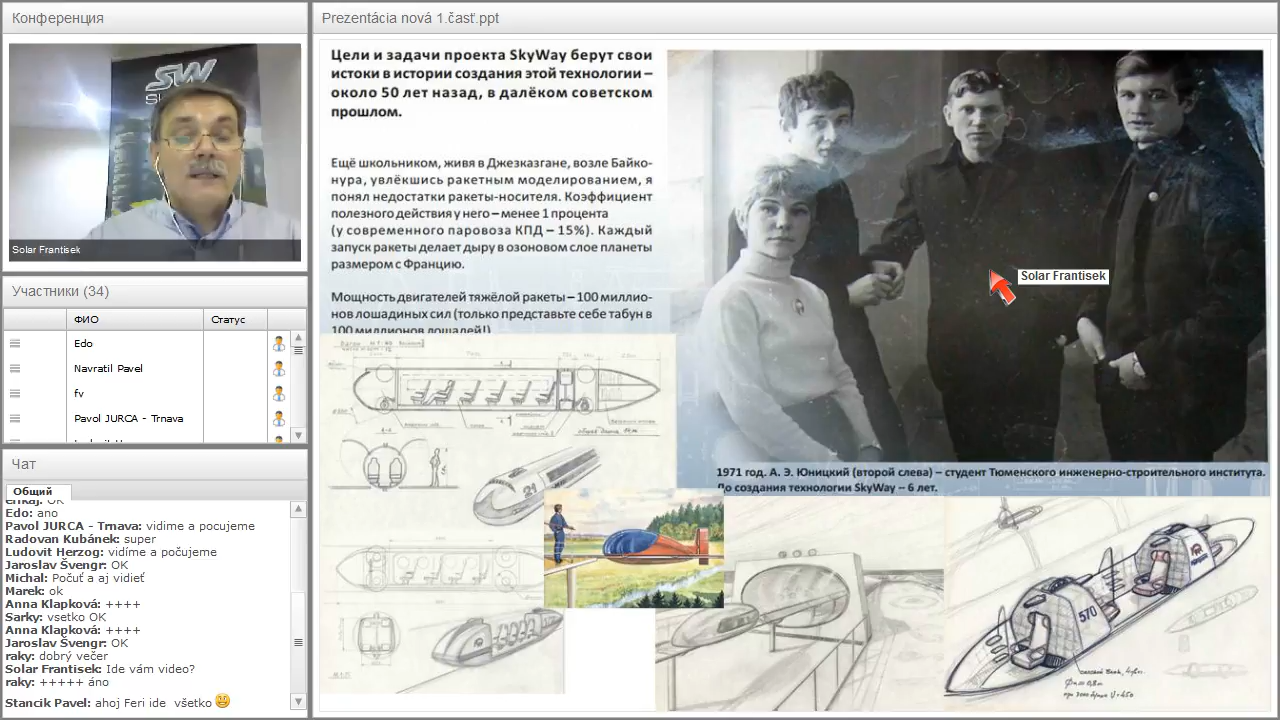 Конференция
SW
Solar Frantisek
Участники (34)
ФИО Статус
Edo
Navratil Pavel
fv
Pavol JURCA - Trnava
Чат
Общий
Edo: ano
Pavol JURCA - Trnava: vidime a pocujeme
Radovan Kubánek: super
Ludovit Herzog: vidíme a počujeme
Jaroslav Švengr: OK
Michal: Počuť a aj vidieť
Marek: ok
Anna Klapková: ++++
Sarky: vsetko OK
Anna Klapková: ++++
Jaroslav Švengr: OK
raky: dobrý večer
Solar Frantisek: Ide vám video?
raky: +++++ áno
Stancik Pavel: ahoj Feri ide všetko
Prezentácia nová 1.časť.ppt
Цели и задачи проекта SkyWay берут свои
истоки в истории создания этой технологии –
около 50 лет назад, в далёком советском
прошлом.
Ещё школьником, живя в Джезказгане, возле Байко-
нура, увлёкшись ракетным моделированием, я
понял недостатки ракеты-носителя. Коэффициент
полезного действия у него – менее 1 процента
(у современного паровоза КПД – 15%). Каждый
запуск ракеты делает дыру в озоновом слое планеты
размером с Францию.
Мощность двигателей тяжёлой ракеты – 100 миллио-
нов лошадиных сил (только представьте себе табун в
100 миллионов лошадей!)
Solar Frantisek
1971 год. А. Э. Юницкий (второй слева) – студент Тюменского инженерно-строительного института.
До создания технологии SkyWay – 6 лет.
570